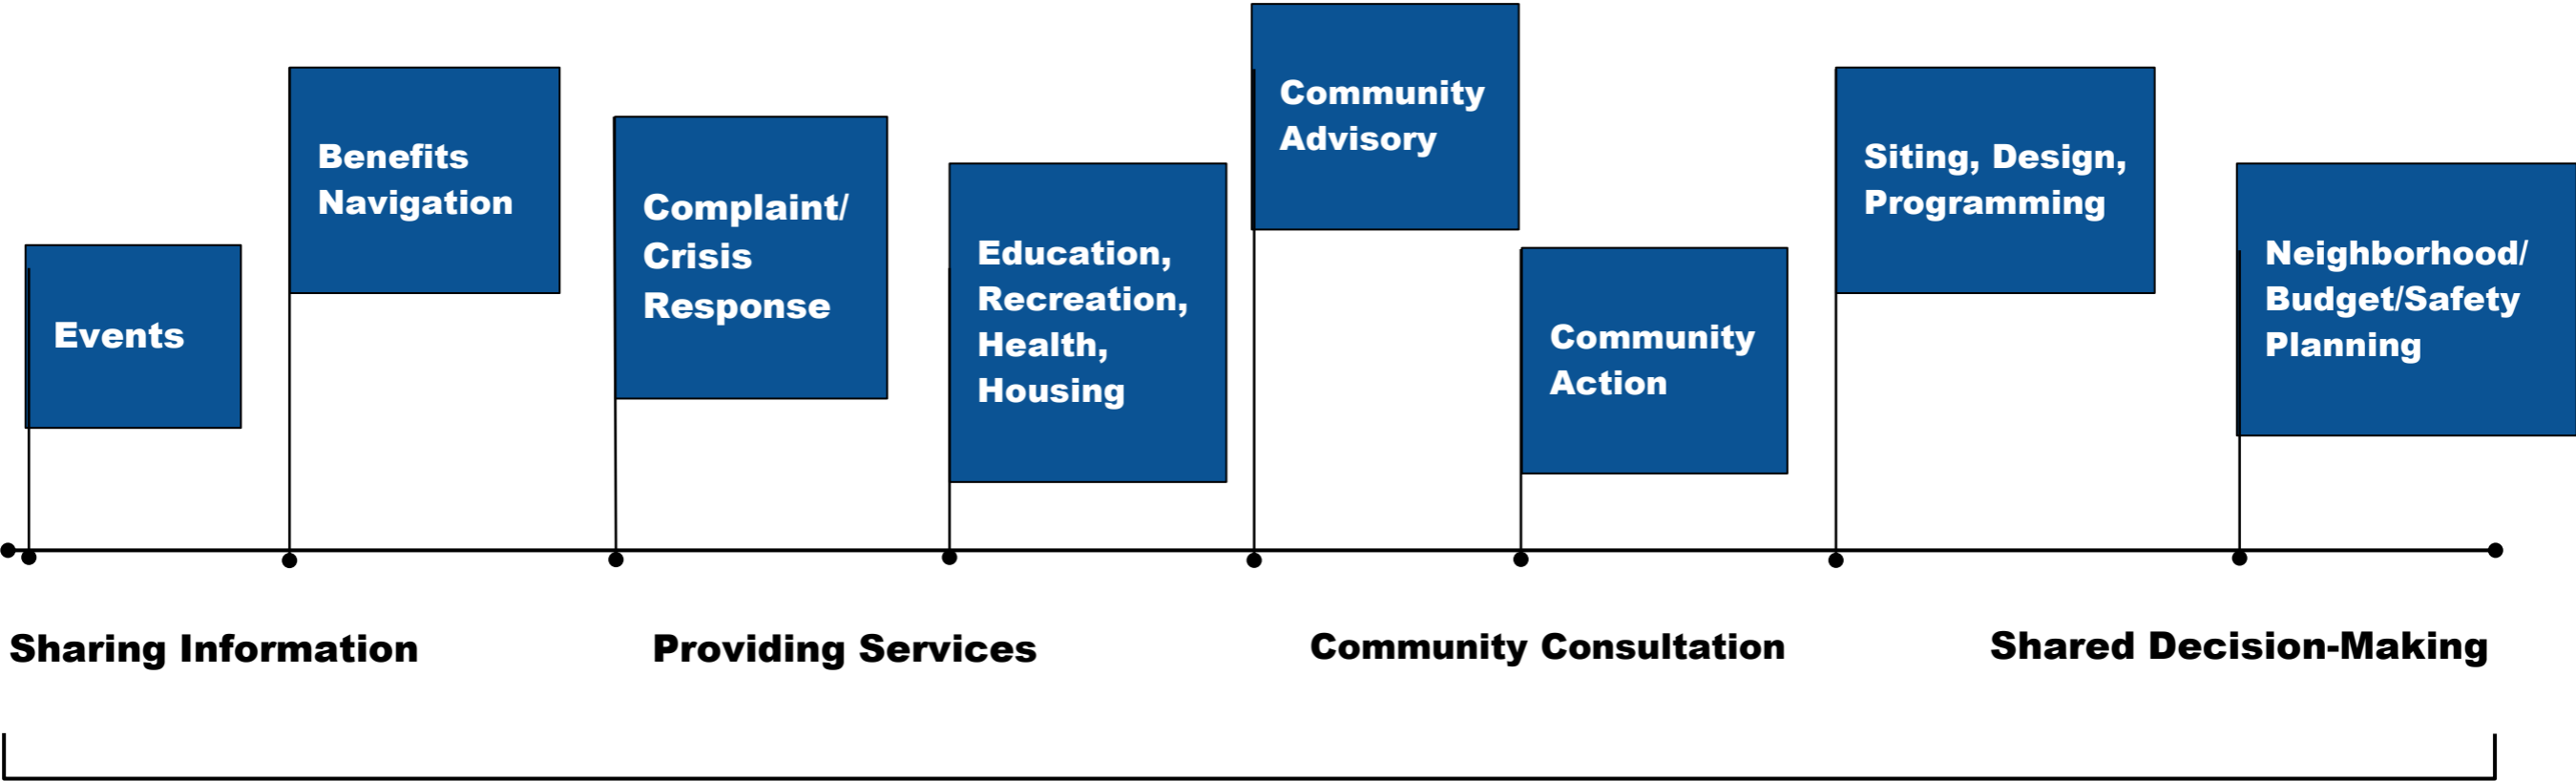 Events
Benefits
Navigation
Complaint/
Crisis
Response
Education,
Recreation,
Health,
Housing
Community
Advisory
Community
Action
Siting, Design,
Programming
Neighborhood/
Budget/Safety
Planning
Sharing Information
Providing Services
Community Consultation
Shared Decision-Making